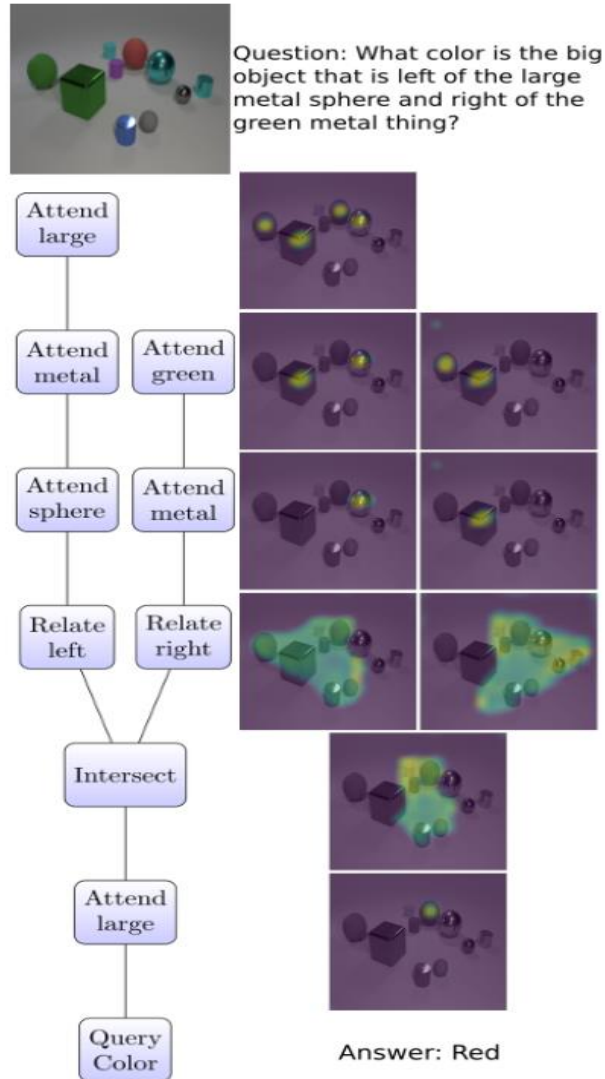 Question: What color is the big
object that is left of the large
metal sphere and right of the
green metal thing?
Attend
large
Attend
metal
Attend
green
Attend
sphere
Attend
metal
Relate
left
Relate
right
Intersect
Attend
large
Query
Color
Answer: Red